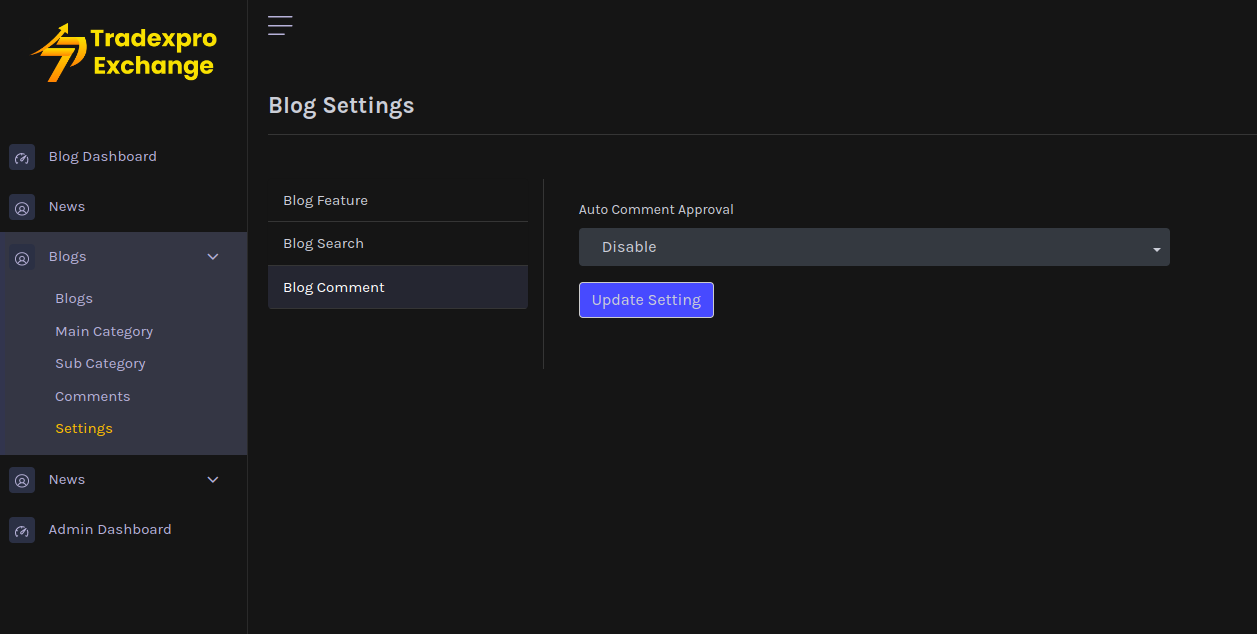 Tradexpro
Exchange
Blog Dashboard
News
Blogs
Blogs
Main Category
Sub Category
Comments
Settings
News
Admin Dashboard
Blog Settings
Blog Feature
Blog Search
Blog Comment
Auto Comment Approval
Disable
Update Setting